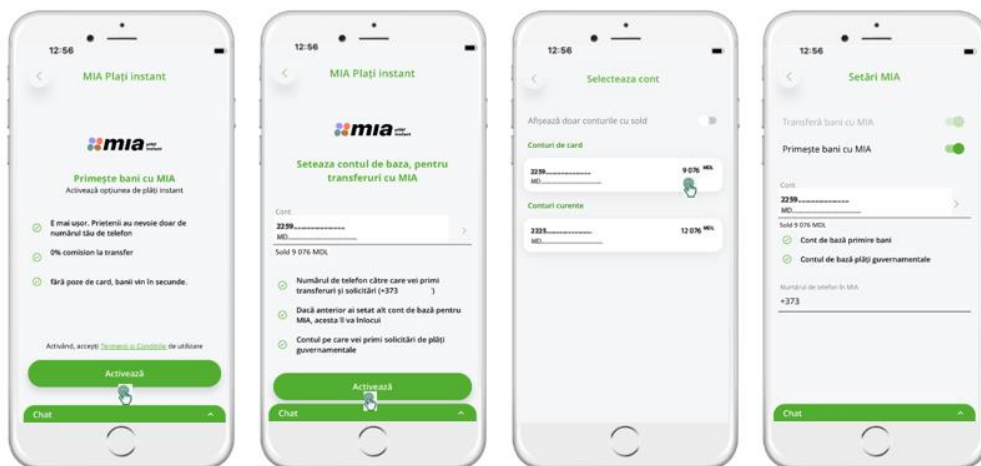 12:56
MIA Plați instant
mia plăți instant
Primește bani cu MIA
Activează opțiunea de plăți instant
E mai ușor. Prietenii au nevoie doar de
numărul tău de telefon
0% comision la transfer
fără poze de card, banii vin în secunde.
Activând, accepți Termenii si Conditiile de utilizare
Activează
Chat
12:56
MIA Plați instant
mia plăți instant
Seteaza contul de baza, pentru
transferuri cu MIA
Cont
2259
MD
Sold 9 076 MDL
Numărul de telefon către care vei primi
transferuri și solicitări (+373 )
Dacă anterior ai setat alt cont de bază pentru
MIA, acesta îl va înlocui
Contul pe care vei primi solicitări de plăți
guvernamentale
Activează
Chat
12:56
Selecteaza cont
Afișează doar conturile cu sold
Conturi de card
2259 9 076 MDL
MD
Conturi curente
2225 12 076 MDL
MD
12:56
Setări MIA
Transferă bani cu MIA
Primește bani cu MIA
Cont
2259
MD
Sold 9 076 MDL
Cont de bază primire bani
Contul de bază plăți guvernamentale
Numărul de telefon în MIA
+373
Chat